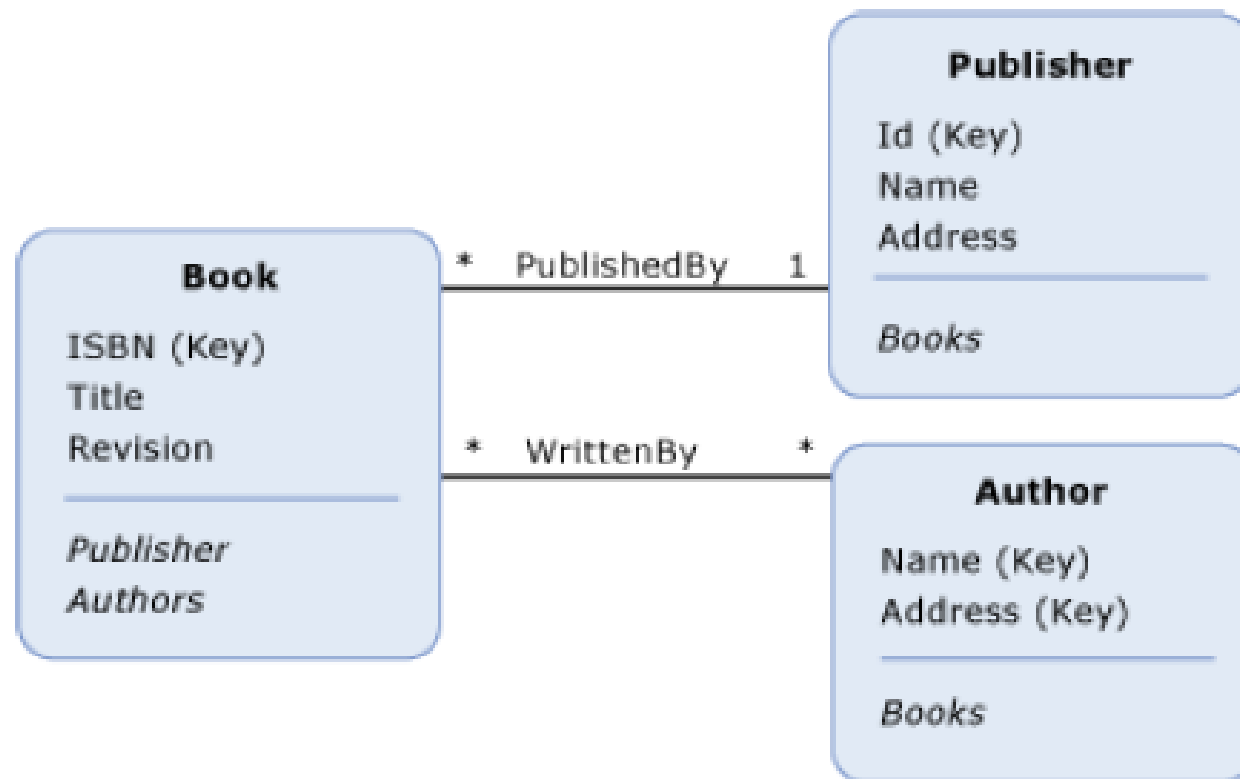 Book
ISBN (Key)
Title
Revision
Publisher
Authors
* PublishedBy 1
* WrittenBy *
Publisher
Id (Key)
Name
Address
Books
Author
Name (Key)
Address (Key)
Books